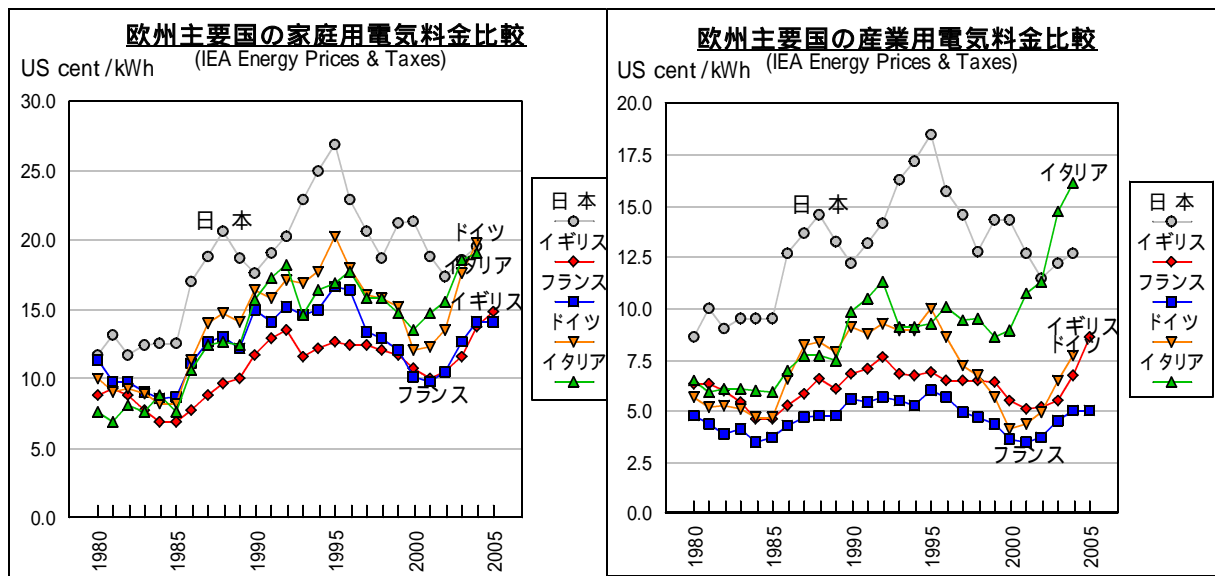 欧州主要国の家庭用電気料金比較
(IEA Energy Prices & Taxes)
US cent/kWh
30.0
25.0
20.0
15.0
10.0
5.0
0.0
1980
1985
1990
1995
2000
2005
日 本
ドイツ
イタリア
イギリス
フランス
日 本
イギリス
フランス
ドイツ
イタリア
欧州主要国の産業用電気料金比較
(IEA Energy Prices & Taxes)
US cent/kWh
20.0
17.5
15.0
12.5
10.0
7.5
5.0
2.5
0.0
1980
1985
1990
1995
2000
2005
日 本
イタリア
イギリス
ドイツ
フランス
日 本
イギリス
フランス
ドイツ
イタリア